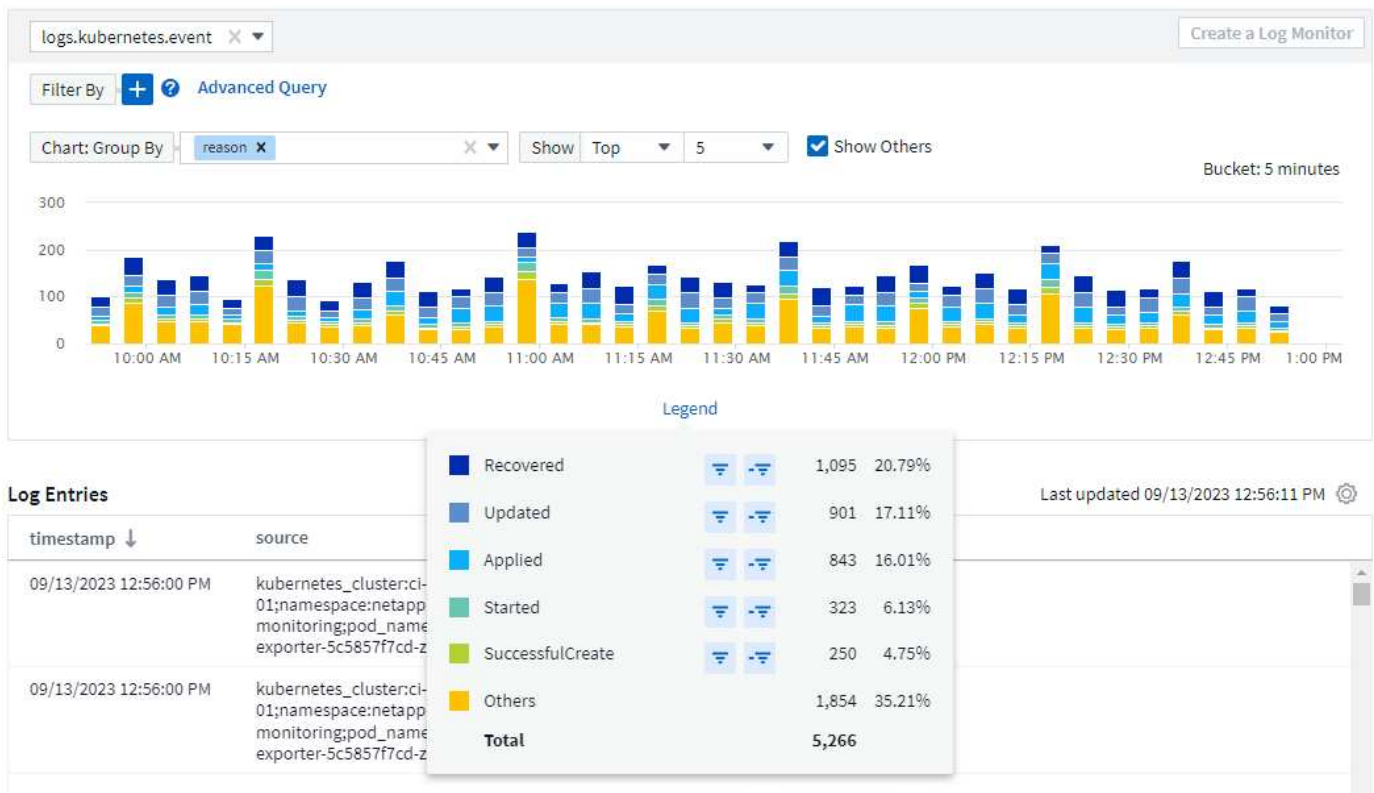 logs.kubernetes.event
Create a Log Monitor
Filter By + ? Advanced Query
Chart: Group By reason x Show Top 5 Show Others
Bucket: 5 minutes
300
200
100
0
10:00 AM 10:15 AM 10:30 AM 10:45 AM 11:00 AM 11:15 AM 11:30 AM 11:45 AM 12:00 PM 12:15 PM 12:30 PM 12:45 PM 1:00 PM
Legend
Recovered 1,095 20.79%
Updated 901 17.11%
Applied 843 16.01%
Started 323 6.13%
SuccessfulCreate 250 4.75%
Others 1,854 35.21%
Total 5,266
Log Entries
Last updated 09/13/2023 12:56:11 PM
timestamp ↓ source
09/13/2023 12:56:00 PM kubernetes_cluster:ci-
01;namespace:netapp
monitoring;pod_name
exporter-5c5857f7cd-z
09/13/2023 12:56:00 PM kubernetes_cluster:ci-
01;namespace:netapp
monitoring;pod_name
exporter-5c5857f7cd-z